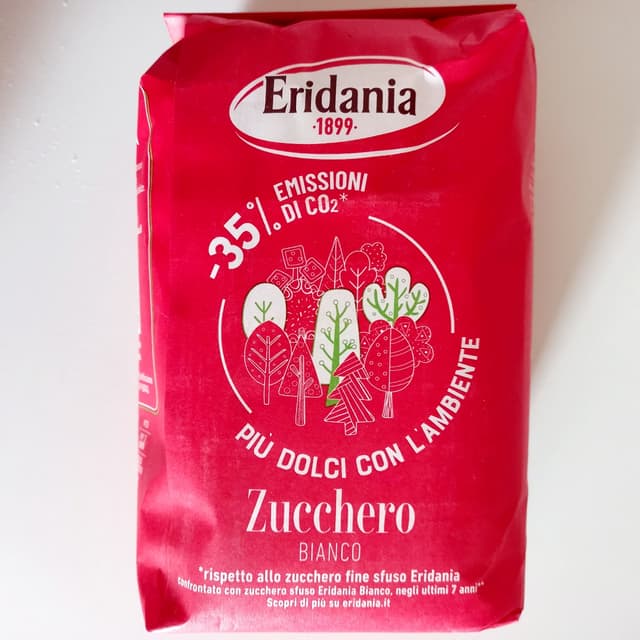 Eridania
·1899·
-35%
EMISSIONI
DI CO2*
PIÙ DOLCI CON L'AMBIENTE
Zucchero
BIANCO
*rispetto allo zucchero fine sfuso Eridania
confrontato con zucchero sfuso Eridania Bianco, negli ultimi 7 anni**
Scopri di più su eridania.it